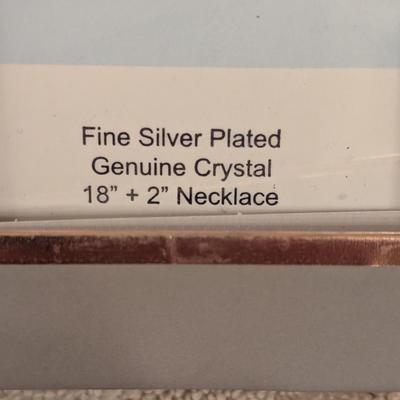 Fine Silver Plated
Genuine Crystal
18” + 2” Necklace